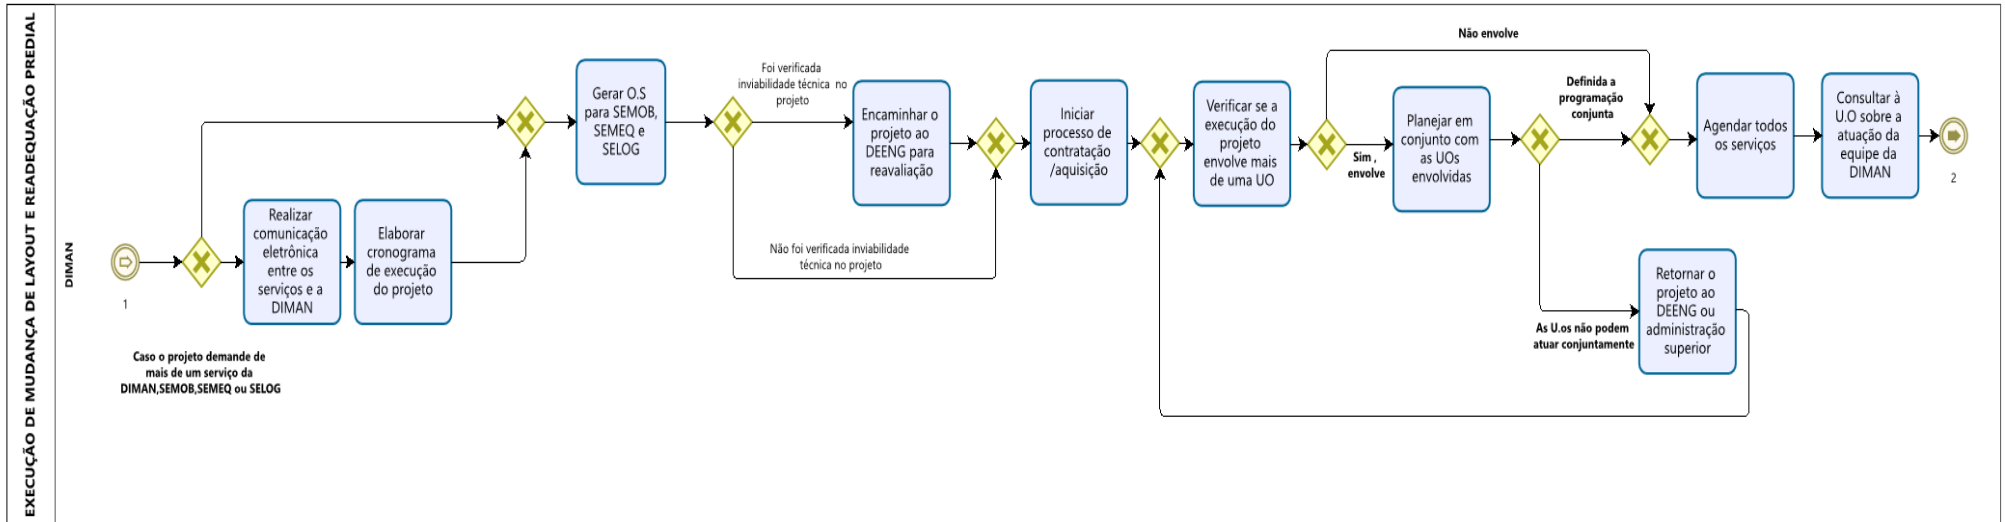 EXECUÇÃO DE MUDANÇA DE LAYOUT E READEQUAÇÃO PREDIAL
DIMAN
1
Caso o projeto demande de
mais de um serviço da
DIMAN,SEMOB,SEMEQ ou SELOG
Realizar
comunicação
eletrônica
entre os
serviços e a
DIMAN
Elaborar
cronograma
de execução
do projeto
Gerar O.S
para SEMOB,
SEMEQ e
SELOG
Foi verificada
inviabilidade técnica no
projeto
Não foi verificada inviabilidade
técnica no projeto
Encaminhar o
projeto ao
DEENG para
reavaliação
Iniciar
processo de
contratação
/aquisição
Verificar se a
execução do
projeto
envolve mais
de uma UO
Não envolve
Sim ,
envolve
Planejar em
conjunto com
as UOs
envolvidas
Definida a
programação
conjunta
As U.os não podem
atuar conjuntamente
Retornar o
projeto ao
DEENG ou
administração
superior
Agendar todos
os serviços
Consultar à
U.O sobre a
atuação da
equipe da
DIMAN
2